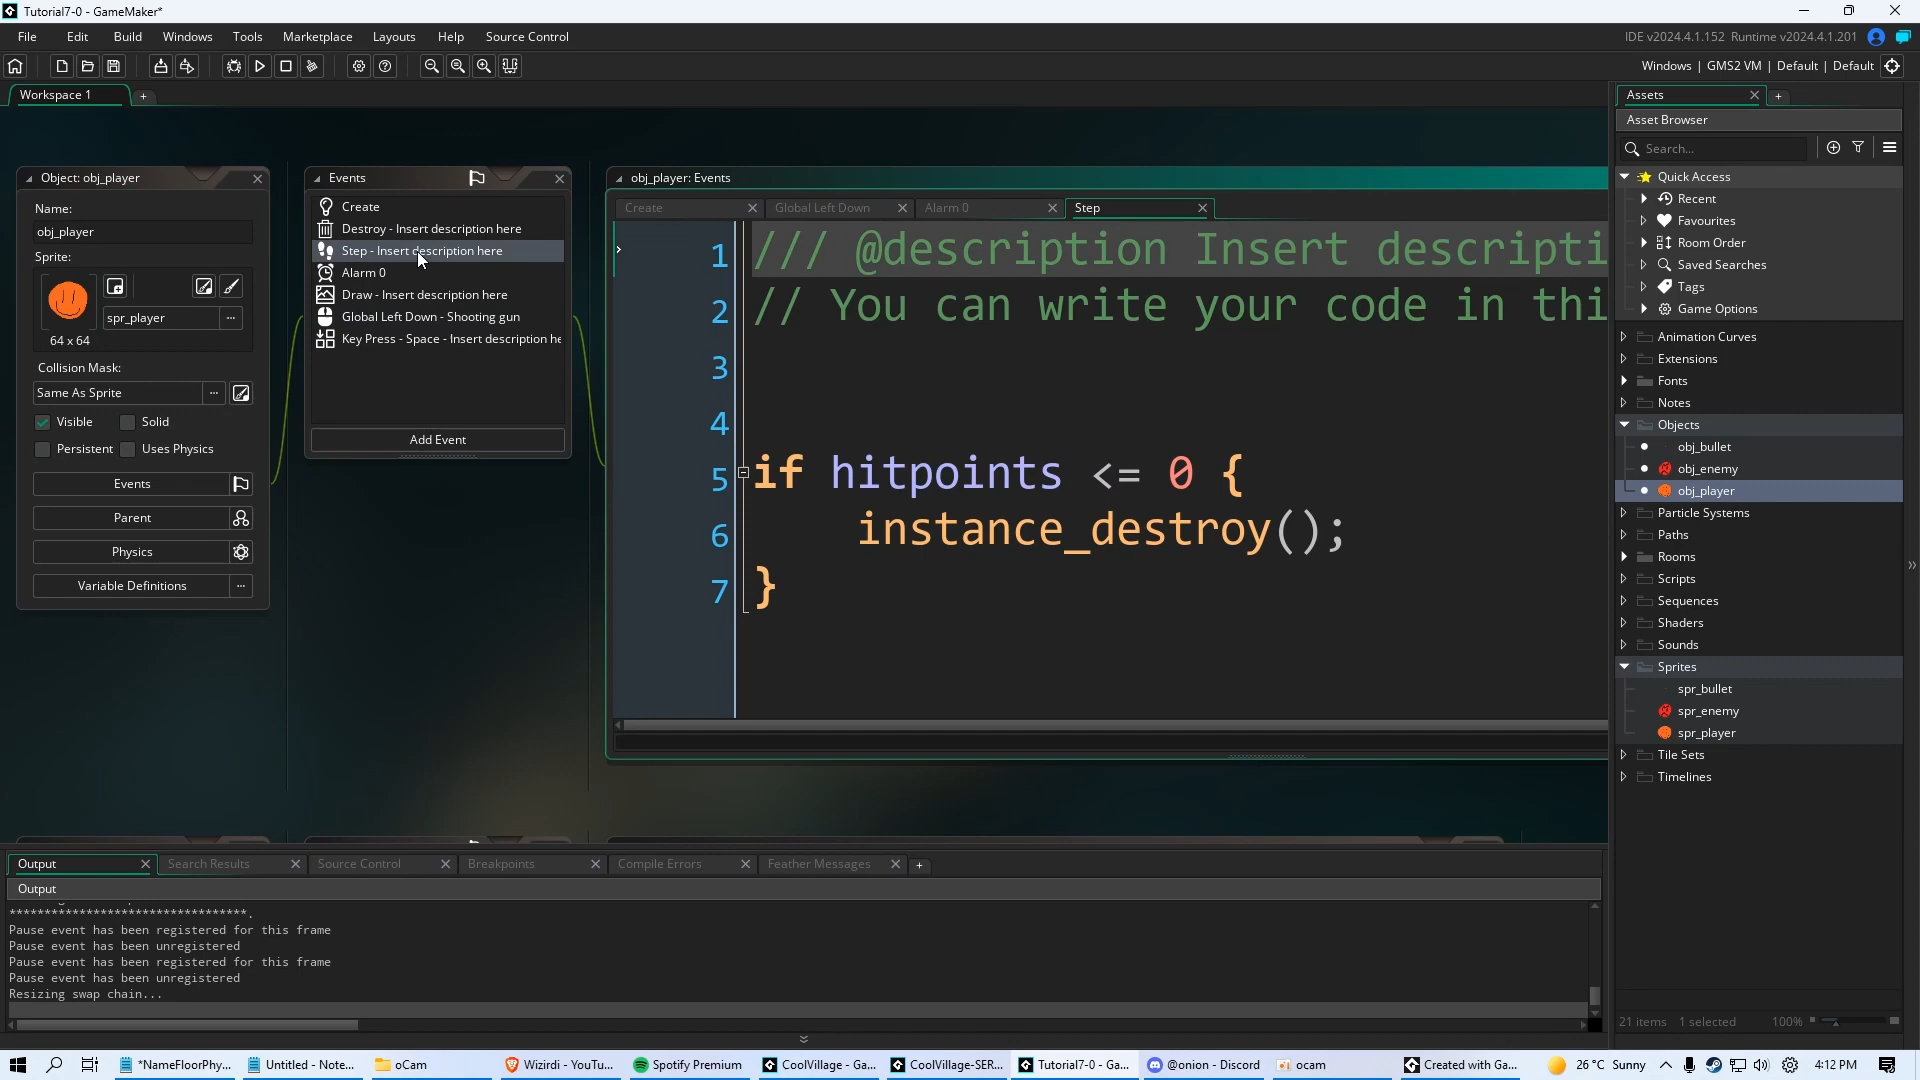 Tutorial7-0 - GameMaker*
File Edit Build Windows Tools Marketplace Layouts Help Source Control
IDE v2024.4.1.152 Runtime v2024.4.1.201
Windows | GMS2 VM | Default | Default
Workspace 1
Object: obj_player
Name:
obj_player
Sprite:
spr_player
64 x 64
Collision Mask:
Same As Sprite
Visible Solid
Persistent Uses Physics
Events
Parent
Physics
Variable Definitions
Events
Create
Destroy - Insert description here
Step - Insert description here
Alarm 0
Draw - Insert description here
Global Left Down - Shooting gun
Key Press - Space - Insert description he
Add Event
obj_player: Events
Create Global Left Down Alarm 0 Step
1 /// @description Insert descripti
2 // You can write your code in thi
3
4
5 if hitpoints <= 0 {
6 instance_destroy();
7 }
Assets
Asset Browser
Search...
Quick Access
Recent
Favourites
Room Order
Saved Searches
Tags
Game Options
Animation Curves
Extensions
Fonts
Notes
Objects
obj_bullet
obj_enemy
obj_player
Particle Systems
Paths
Rooms
Scripts
Sequences
Shaders
Sounds
Sprites
spr_bullet
spr_enemy
spr_player
Tile Sets
Timelines
21 items 1 selected 100%
Output Search Results Source Control Breakpoints Compile Errors Feather Messages
Output
**********************************.
Pause event has been registered for this frame
Pause event has been unregistered
Pause event has been registered for this frame
Pause event has been unregistered
Resizing swap chain...
*NameFloorPhy... Untitled - Note... oCam Wizirdi - YouTu... Spotify Premium CoolVillage - Ga... CoolVillage-SER... Tutorial7-0 - Ga... @onion - Discord ocam Created with Ga... 26°C Sunny 4:12 PM